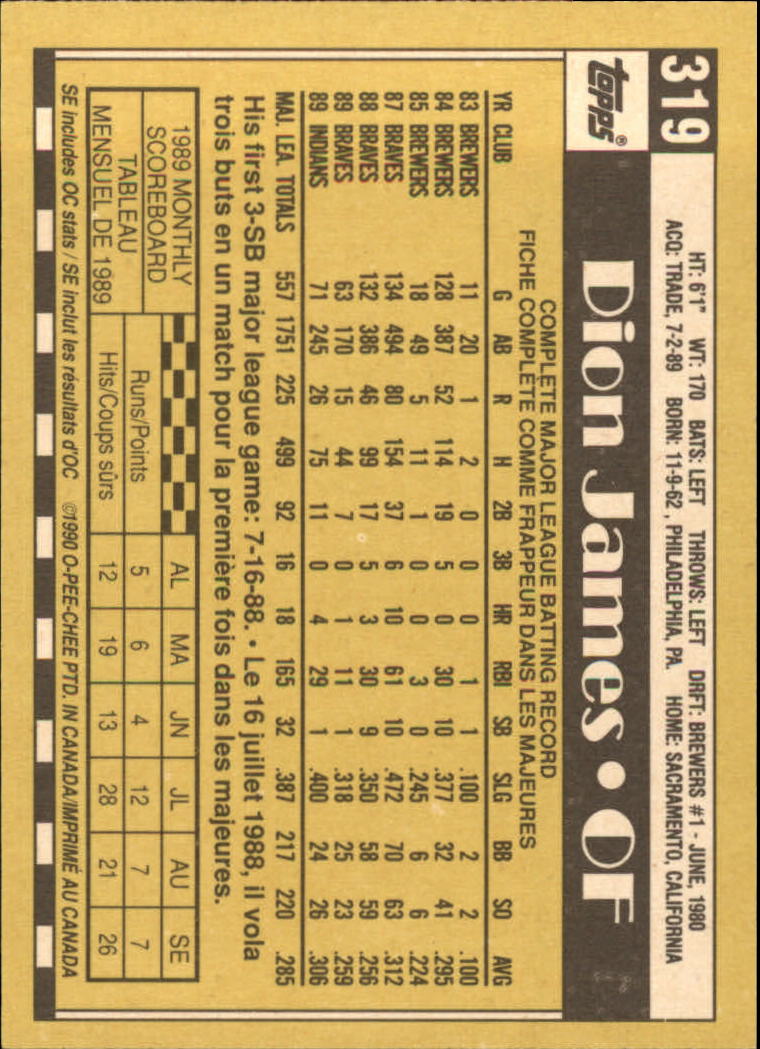 319
HT: 6'1" WT: 170 BATS: LEFT THROWS: LEFT DRFT: BREWERS #1 - JUNE, 1980
ACQ: TRADE, 7-2-89 BORN: 11-9-62, PHILADELPHIA, PA. HOME: SACRAMENTO, CALIFORNIA
topps®
Dion James • OF
COMPLETE MAJOR LEAGUE BATTING RECORD
FICHE COMPLÈTE COMME FRAPPEUR DANS LES MAJEURES
YR CLUB G AB R H 2B 3B HR RBI SB SLG BB SO AVG
83 BREWERS 11 20 1 2 0 0 0 1 1 .100 2 2 .100
84 BREWERS 128 387 52 114 19 5 0 30 10 .377 32 41 .295
85 BREWERS 18 49 5 11 1 0 0 3 0 .245 6 6 .224
87 BRAVES 134 494 80 154 37 6 10 61 10 .472 70 63 .312
88 BRAVES 132 386 46 99 17 5 3 30 9 .350 58 59 .256
89 BRAVES 63 170 15 44 7 0 1 11 1 .318 25 23 .259
89 INDIANS 71 245 26 75 11 0 4 29 1 .400 24 26 .306
MAJ. LEA. TOTALS 557 1751 225 499 92 16 18 165 32 .387 217 220 .285
His first 3-SB major league game: 7-16-88. • Le 16 juillet 1988, il vola
trois buts en un match pour la première fois dans les majeures.
1989 MONTHLY SCOREBOARD
TABLEAU MENSUEL DE 1989
AL MA JN JL AU SE
Runs/Points 5 6 4 12 7 7
Hits/Coups sûrs 12 19 13 28 21 26
SE includes OC stats / SE inclut les résultats d'OC ©1990 O-PEE-CHEE PTD. IN CANADA/IMPRIMÉ AU CANADA